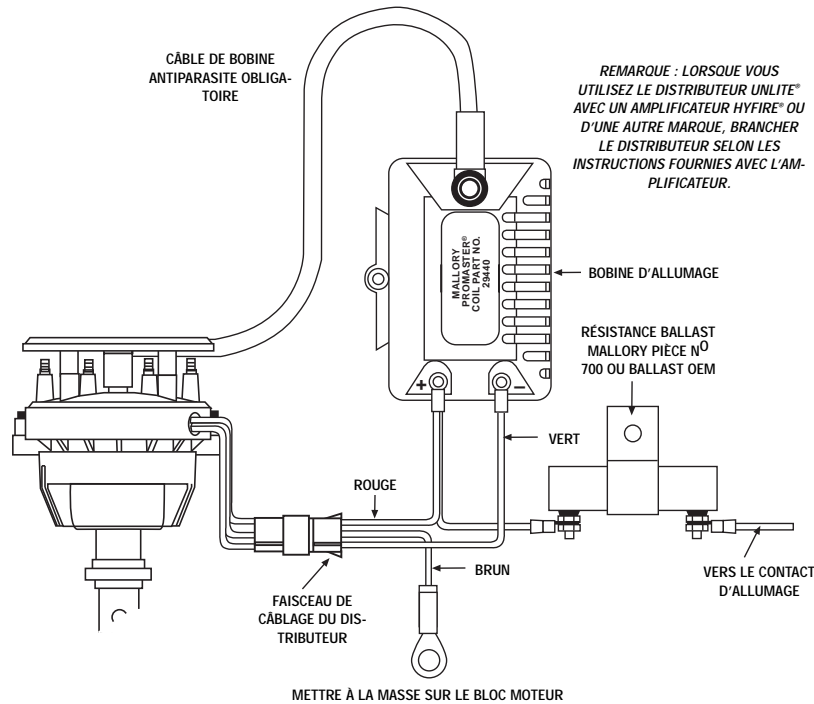 CÂBLE DE BOBINE
ANTIPARASITE OBLIGA-
TOIRE
REMARQUE : LORSQUE VOUS
UTILISEZ LE DISTRIBUTEUR UNLITE®
AVEC UN AMPLIFICATEUR HYFIRE® OU
D'UNE AUTRE MARQUE, BRANCHER
LE DISTRIBUTEUR SELON LES
INSTRUCTIONS FOURNIES AVEC L'AM-
PLIFICATEUR.
MALLORY
PROMASTER®
COIL PART NO.
29440
BOBINE D'ALLUMAGE
RÉSISTANCE BALLAST
MALLORY PIÈCE NO
700 OU BALLAST OEM
+
–
VERT
ROUGE
BRUN
VERS LE CONTACT
D'ALLUMAGE
FAISCEAU DE
CÂBLAGE DU DIS-
TRIBUTEUR
METTRE À LA MASSE SUR LE BLOC MOTEUR